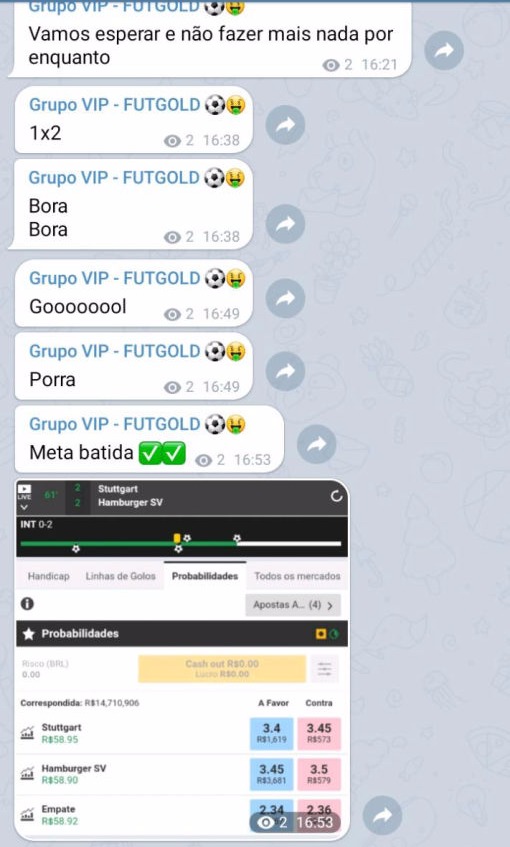 Grupo VIP - FUTGOLD ⚽🤑
Vamos esperar e não fazer mais nada por
enquanto
2 16:21
Grupo VIP - FUTGOLD ⚽🤑
1x2
2 16:38
Grupo VIP - FUTGOLD ⚽🤑
Bora
Bora
2 16:38
Grupo VIP - FUTGOLD ⚽🤑
Goooooool
2 16:49
Grupo VIP - FUTGOLD ⚽🤑
Porra
2 16:49
Grupo VIP - FUTGOLD ⚽🤑
Meta batida ✅✅
2 16:53
LIVE 61' 2 Stuttgart
2 Hamburger SV
INT 0-2
Handicap Linhas de Golos Probabilidades Todos os mercados
Apostas A... (4)
Probabilidades
Risco (BRL)
0.00
Cash out R$0.00
Lucro R$0.00
Correspondida: R$14,710,906 A Favor Contra
Stuttgart
R$58.95
3.4 3.45
R$1,619 R$573
Hamburger SV
R$58.90
3.45 3.5
R$3,681 R$579
Empate
R$58.92
2.34 2.36
2 16:53